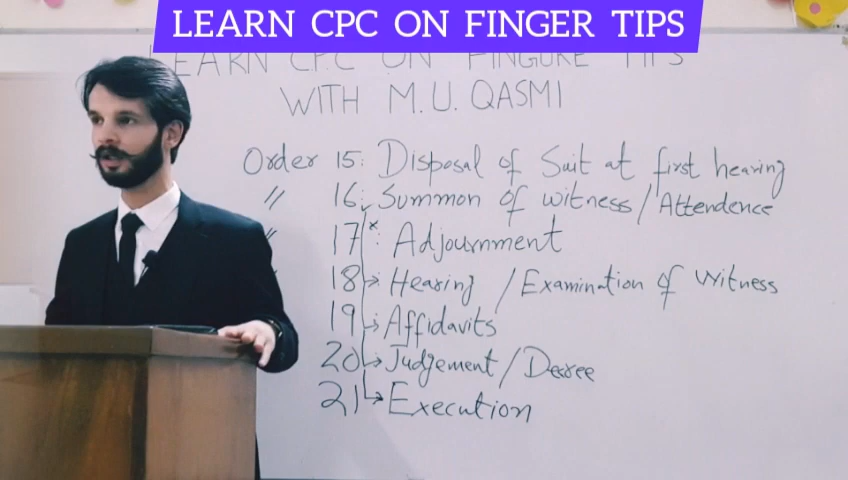 LEARN CPC ON FINGER TIPS
LEARN CPC ON FINGURE TIPS
WITH M.U. QASMI
Order 15: Disposal of Suit at first hearing
" 16: Summon of witness / Attendence
" 17*: Adjournment
" 18: Hearing / Examination of Witness
19: Affidavits
20 Judgement / Decree
21 Execution